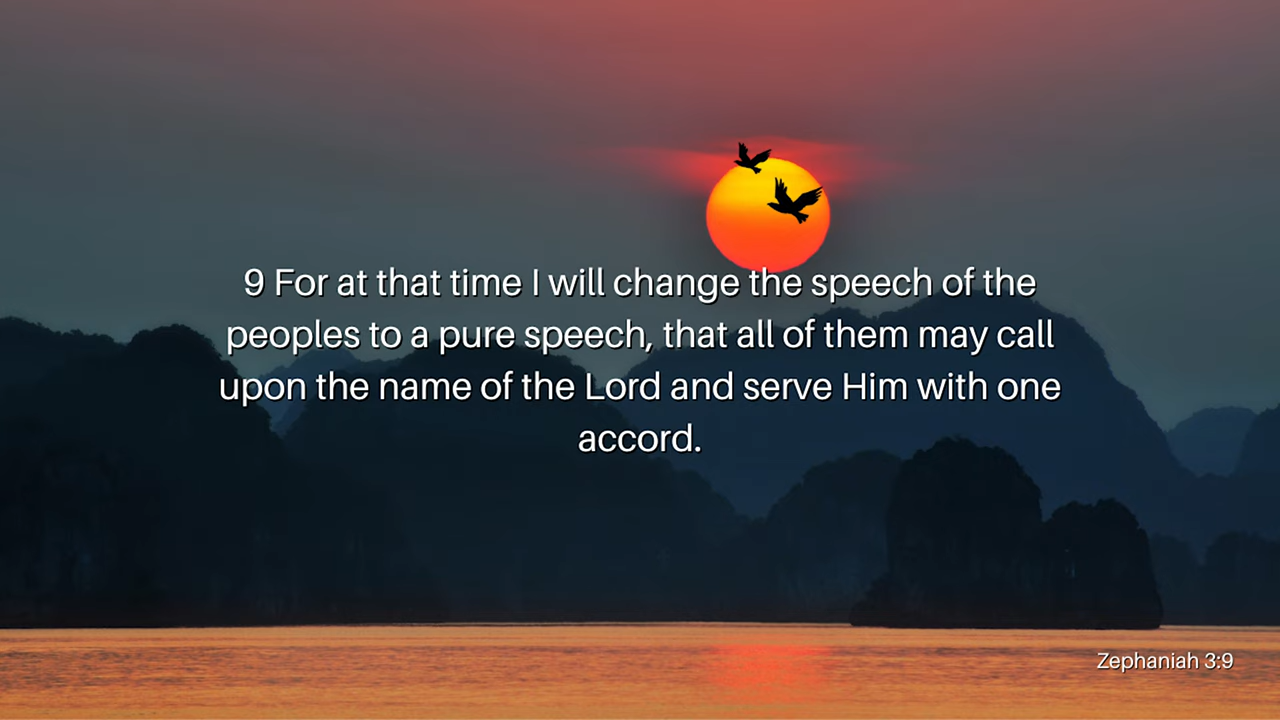 9 For at that time I will change the speech of the
peoples to a pure speech, that all of them may call
upon the name of the Lord and serve Him with one
accord.
Zephaniah 3:9